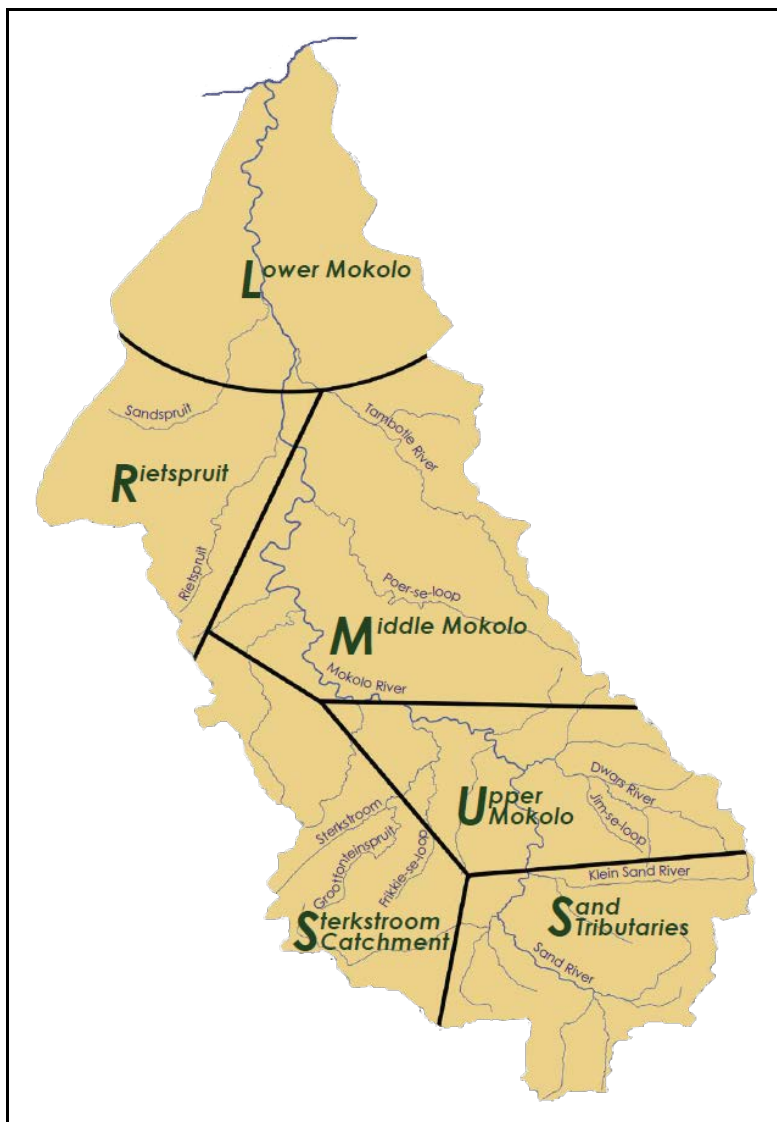 Lower Mokolo
Sandspruit
Tambotie River
Rietspruit
Rietspruit
Poer-se-loop
Middle Mokolo
Mokolo River
Dwars River
Upper
Mokolo
Jim-se-loop
Sterkstroom
Grootfonteinspruit
Frikkie-se-loop
Klein Sand River
Sterkstroom
Catchment
Sand
Tributaries
Sand River